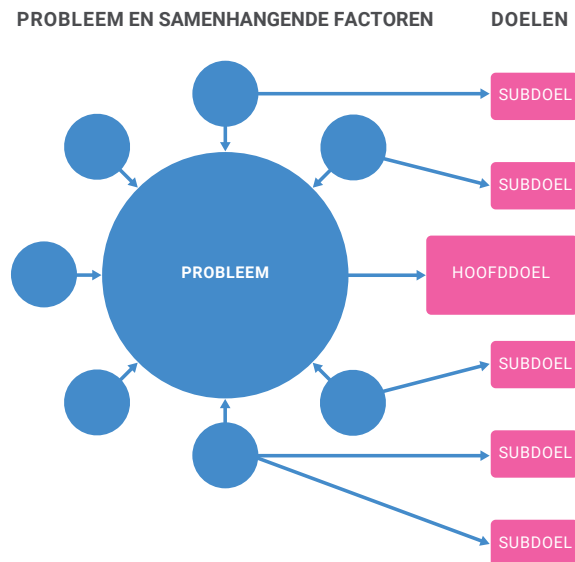 PROBLEEM EN SAMENHANGENDE FACTOREN
DOELEN
SUBDOEL
SUBDOEL
PROBLEEM
HOOFDDOEL
SUBDOEL
SUBDOEL
SUBDOEL